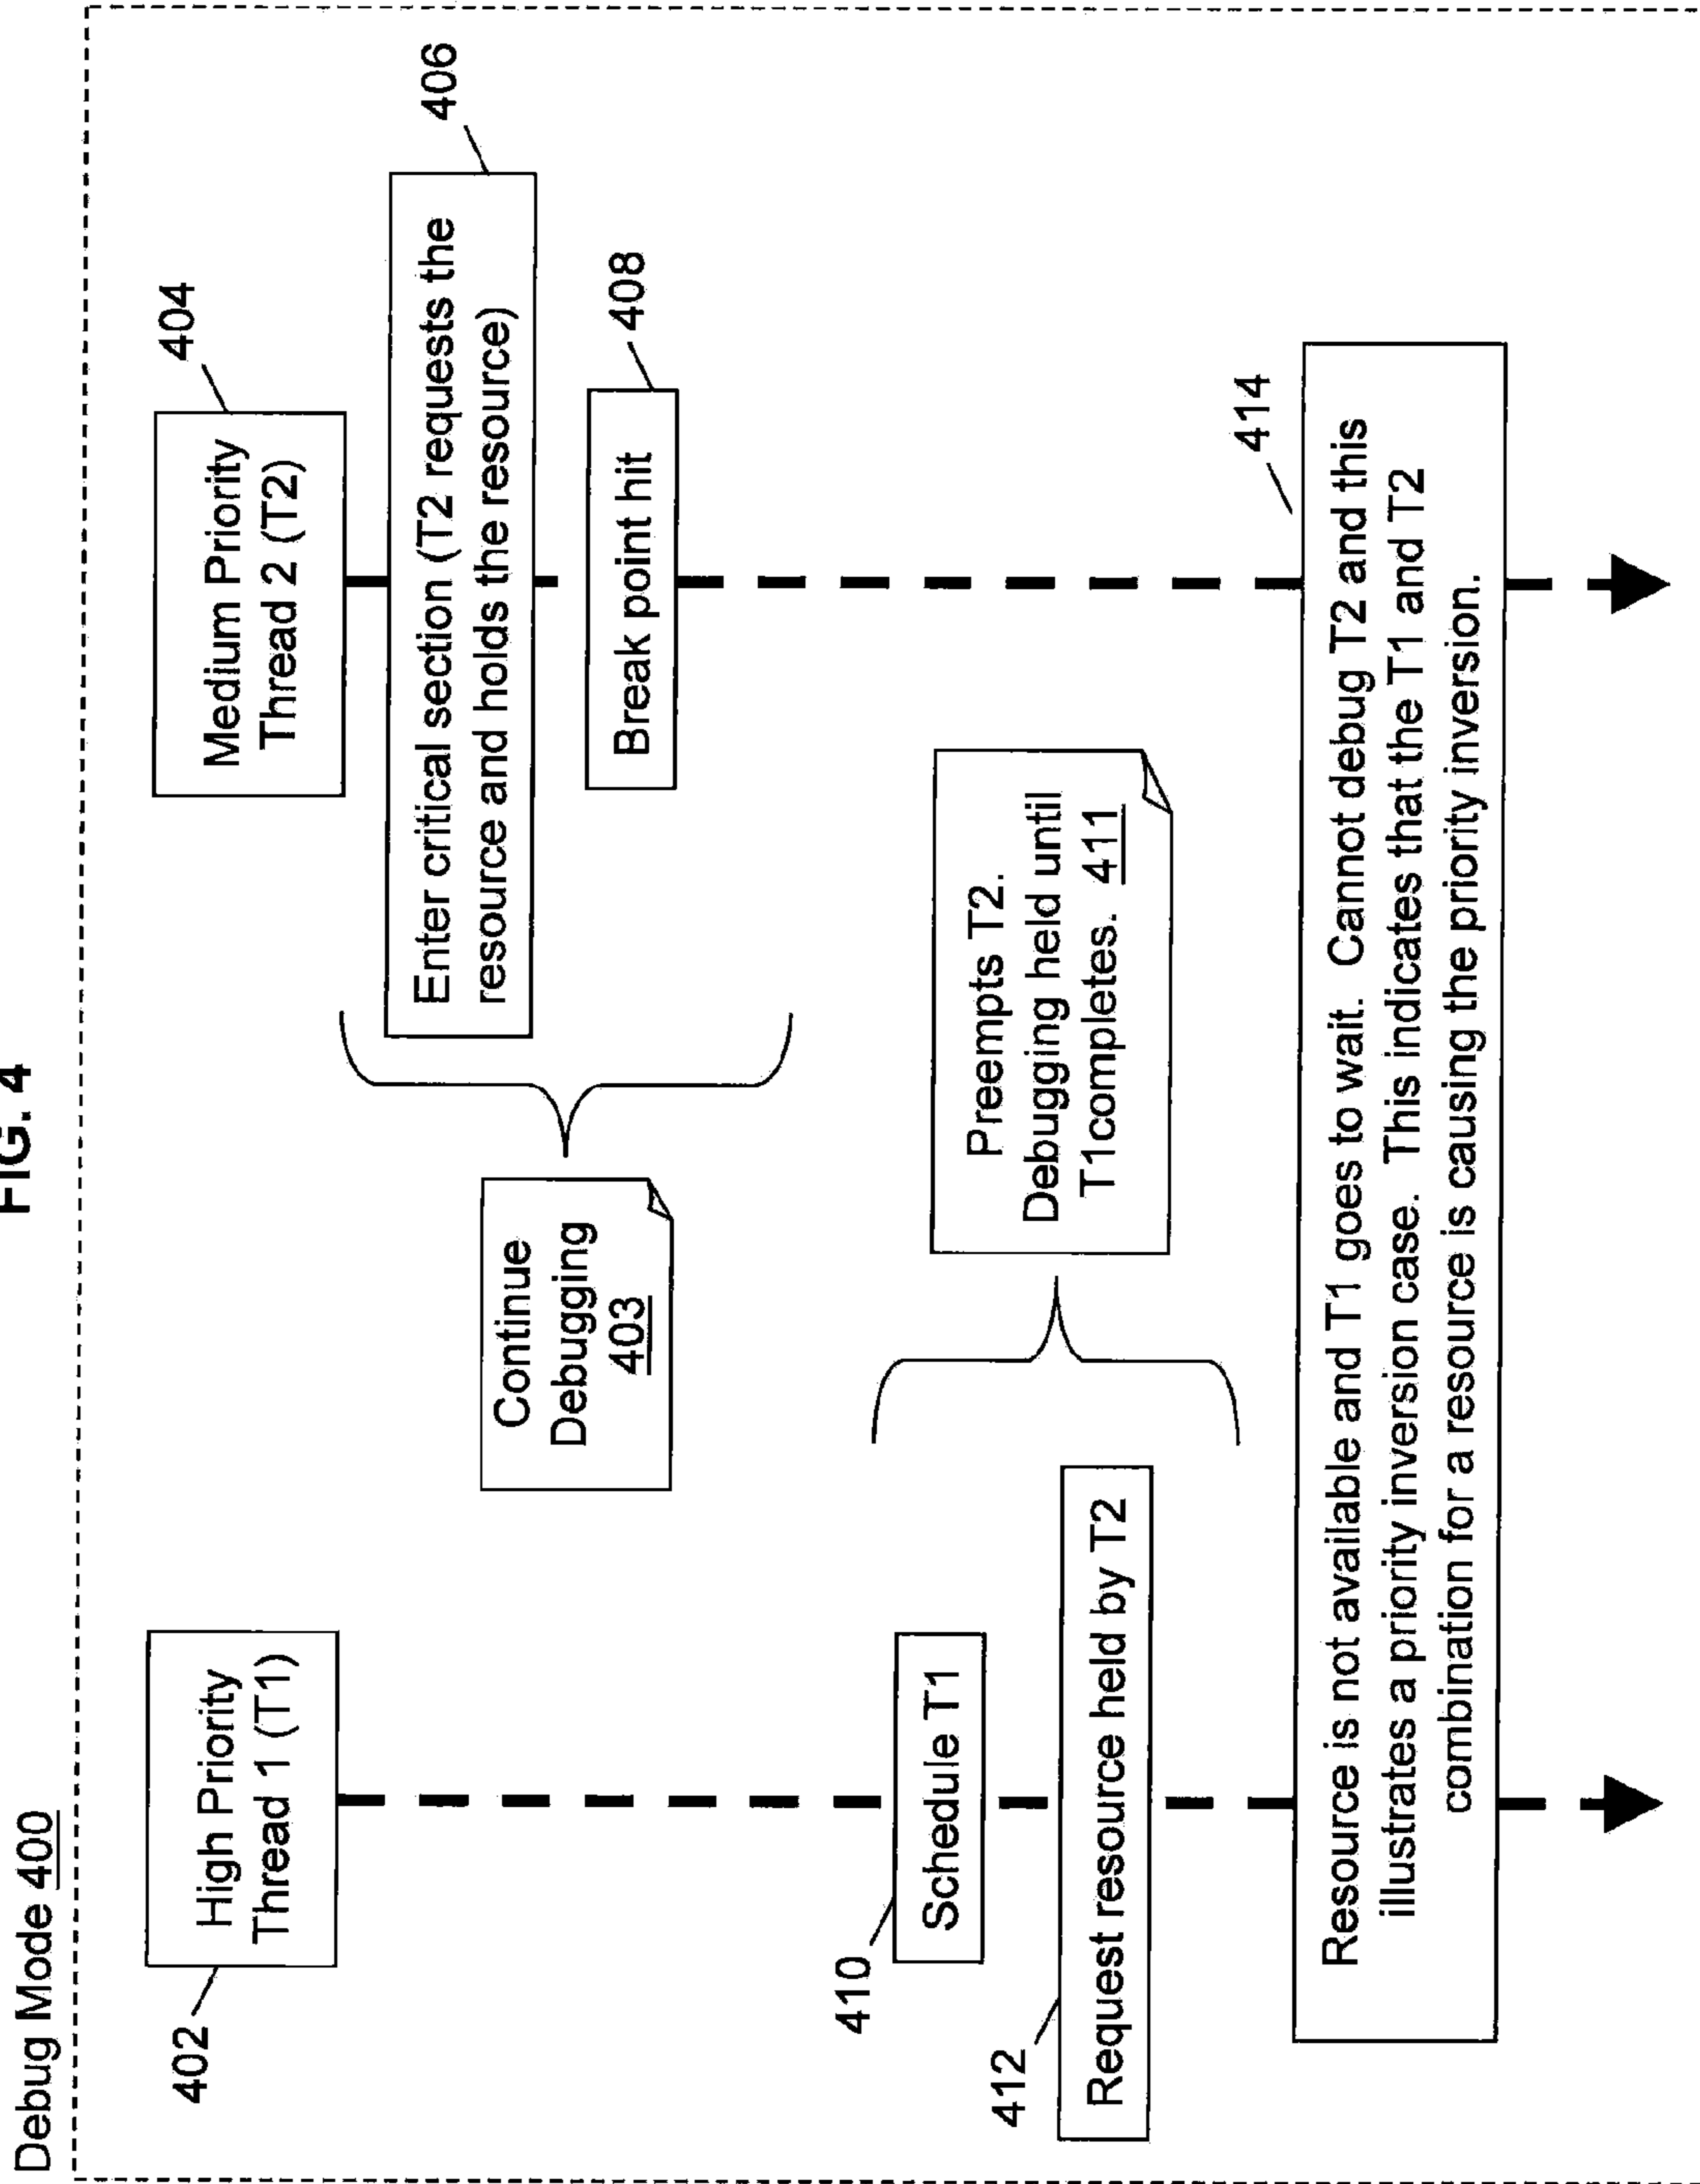 FIG. 4
Debug Mode 400
402
High Priority
Thread 1 (T1)
404
Medium Priority
Thread 2 (T2)
406
Enter critical section (T2 requests the
resource and holds the resource)
Continue
Debugging
403
408
Break point hit
410
Schedule T1
412
Request resource held by T2
Preempts T2.
Debugging held until
T1completes. 411
414
Resource is not available and T1 goes to wait. Cannot debug T2 and this
illustrates a priority inversion case. This indicates that the T1 and T2
combination for a resource is causing the priority inversion.